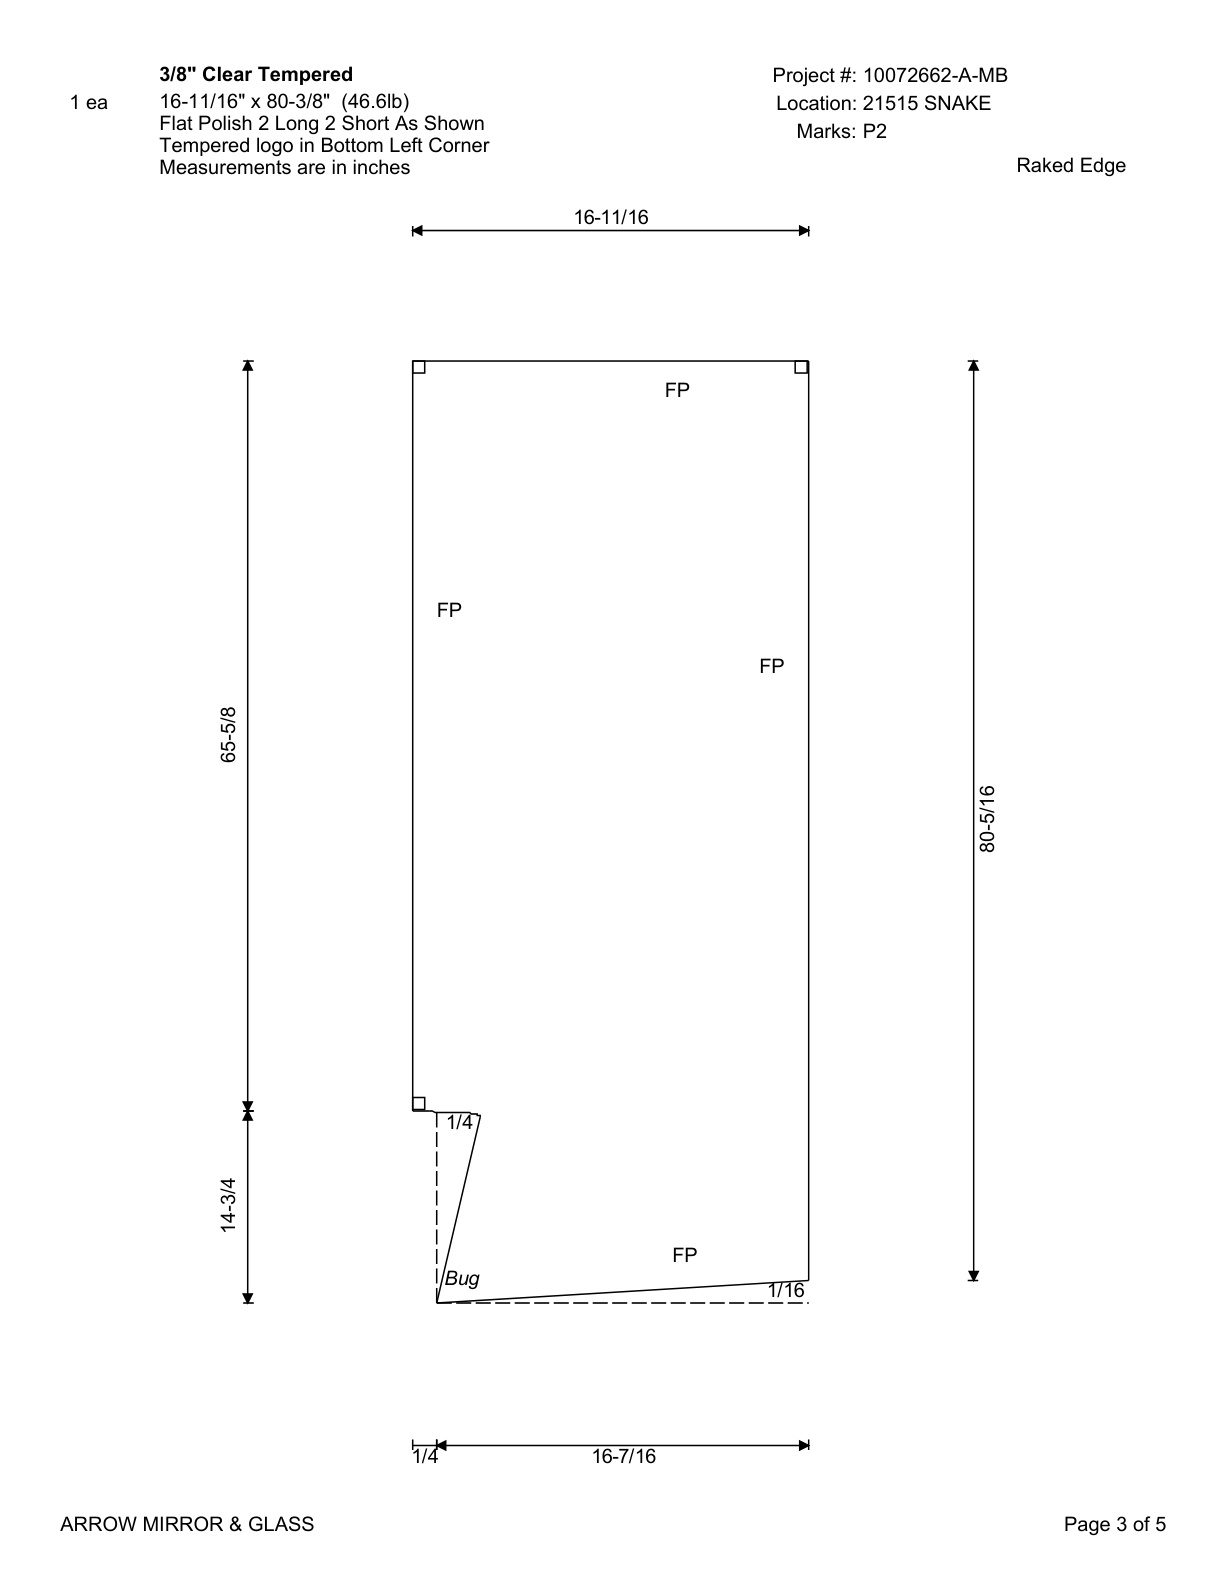 3/8" Clear Tempered
1 ea
16-11/16" x 80-3/8" (46.6lb)
Flat Polish 2 Long 2 Short As Shown
Tempered logo in Bottom Left Corner
Measurements are in inches
Project #: 10072662-A-MB
Location: 21515 SNAKE
Marks: P2
Raked Edge
16-11/16
FP
FP
FP
65-5/8
80-5/16
1/4
14-3/4
FP
Bug
1/16
1/4
16-7/16
ARROW MIRROR & GLASS
Page 3 of 5